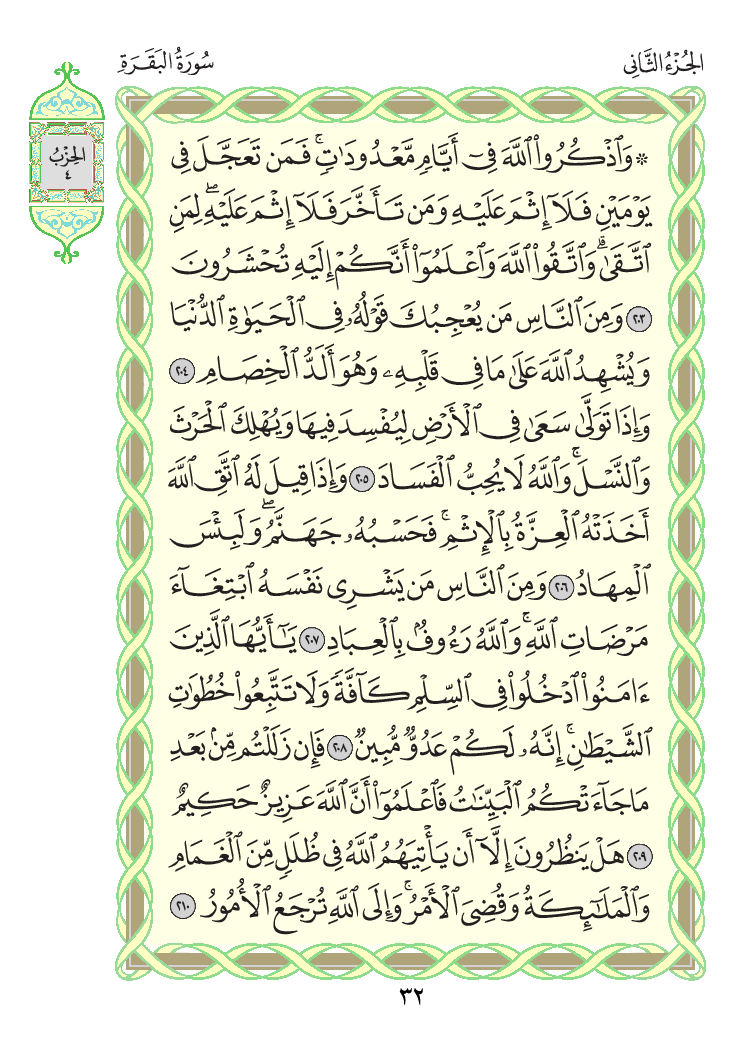 الجُزْءُ الثَّانِي
سُورَةُ البَقَرَةِ
الحِزْبُ
٤
۞ وَٱذْكُرُواْ ٱللَّهَ فِىٓ أَيَّامٍ مَّعْدُودَٰتٍۚ فَمَن تَعَجَّلَ فِى
يَوْمَيْنِ فَلَآ إِثْمَ عَلَيْهِ وَمَن تَأَخَّرَ فَلَآ إِثْمَ عَلَيْهِۖ لِمَنِ
ٱتَّقَىٰۗ وَٱتَّقُواْ ٱللَّهَ وَٱعْلَمُوٓاْ أَنَّكُمْ إِلَيْهِ تُحْشَرُونَ
٢٠٣ وَمِنَ ٱلنَّاسِ مَن يُعْجِبُكَ قَوْلُهُۥ فِى ٱلْحَيَوٰةِ ٱلدُّنْيَا
وَيُشْهِدُ ٱللَّهَ عَلَىٰ مَا فِى قَلْبِهِۦ وَهُوَ أَلَدُّ ٱلْخِصَامِ ٢٠٤
وَإِذَا تَوَلَّىٰ سَعَىٰ فِى ٱلْأَرْضِ لِيُفْسِدَ فِيهَا وَيُهْلِكَ ٱلْحَرْثَ
وَٱلنَّسْلَۗ وَٱللَّهُ لَا يُحِبُّ ٱلْفَسَادَ ٢٠٥ وَإِذَا قِيلَ لَهُ ٱتَّقِ ٱللَّهَ
أَخَذَتْهُ ٱلْعِزَّةُ بِٱلْإِثْمِۚ فَحَسْبُهُۥ جَهَنَّمُۖ وَلَبِئْسَ
ٱلْمِهَادُ ٢٠٦ وَمِنَ ٱلنَّاسِ مَن يَشْرِى نَفْسَهُ ٱبْتِغَآءَ
مَرْضَاتِ ٱللَّهِۚ وَٱللَّهُ رَءُوفٌۢ بِٱلْعِبَادِ ٢٠٧ يَٰٓأَيُّهَا ٱلَّذِينَ
ءَامَنُواْ ٱدْخُلُواْ فِى ٱلسِّلْمِ كَآفَّةً وَلَا تَتَّبِعُواْ خُطُوَٰتِ
ٱلشَّيْطَٰنِۚ إِنَّهُۥ لَكُمْ عَدُوٌّ مُّبِينٌ ٢٠٨ فَإِن زَلَلْتُم مِّنۢ بَعْدِ
مَا جَآءَتْكُمُ ٱلْبَيِّنَٰتُ فَٱعْلَمُوٓاْ أَنَّ ٱللَّهَ عَزِيزٌ حَكِيمٌ
٢٠٩ هَلْ يَنظُرُونَ إِلَّآ أَن يَأْتِيَهُمُ ٱللَّهُ فِى ظُلَلٍ مِّنَ ٱلْغَمَامِ
وَٱلْمَلَٰٓئِكَةُ وَقُضِىَ ٱلْأَمْرُۚ وَإِلَى ٱللَّهِ تُرْجَعُ ٱلْأُمُورُ ٢١٠
٣٢